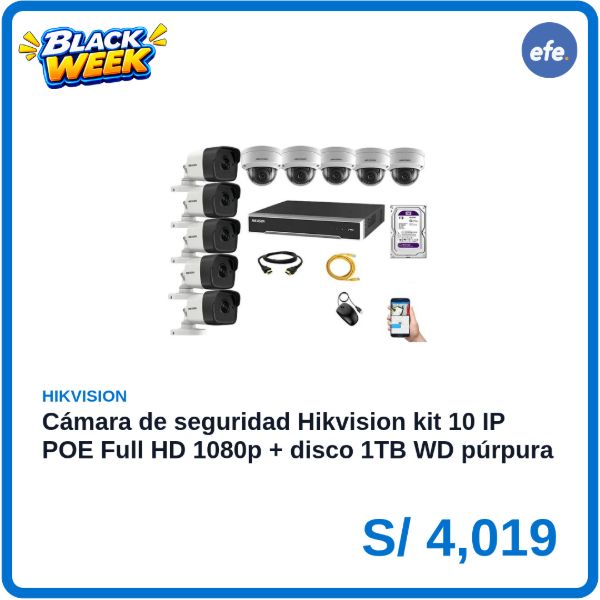 BLACK
WEEK
efe.
HIKVISION
Cámara de seguridad Hikvision kit 10 IP
POE Full HD 1080p + disco 1TB WD púrpura
S/ 4,019